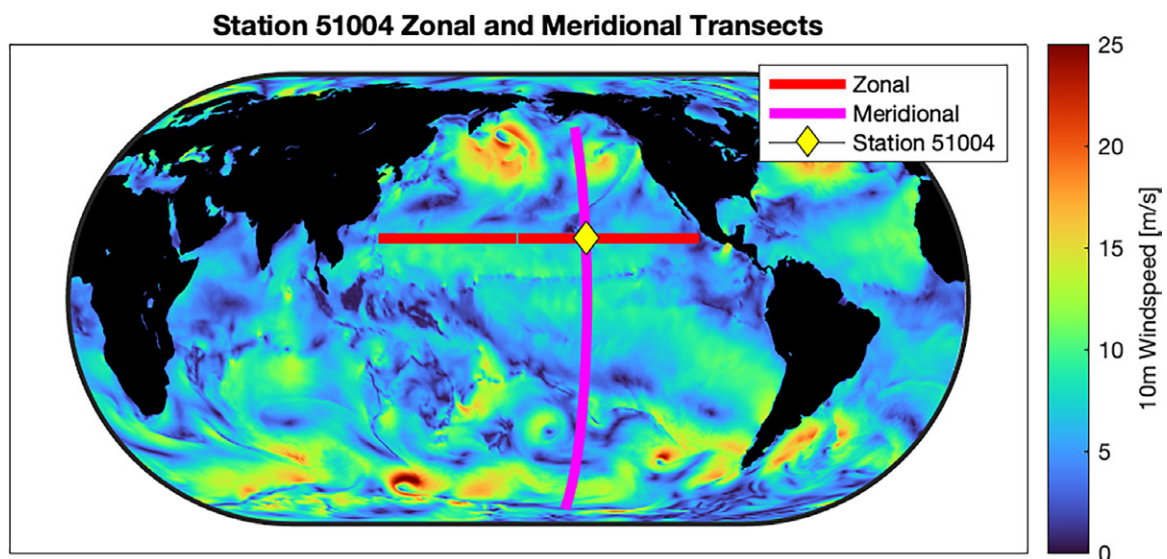 Station 51004 Zonal and Meridional Transects
Zonal
Meridional
Station 51004
25
20
15
10
5
0
10m Windspeed [m/s]